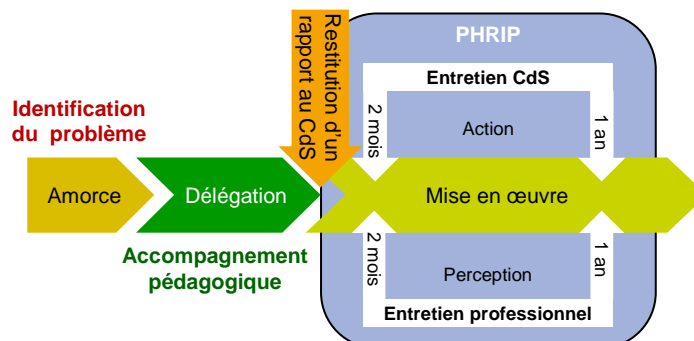 PHRIP
Restitution d'un
rapport au CdS
Entretien CdS
Identification
du problème
2 mois
Action
1 an
Amorce
Délégation
Mise en œuvre
Accompagnement
pédagogique
2 mois
Perception
1 an
Entretien professionnel